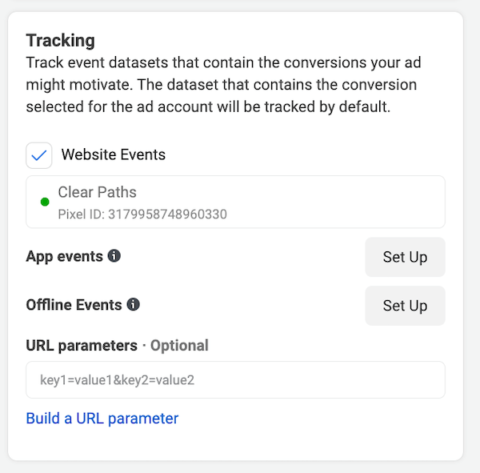 Tracking
Track event datasets that contain the conversions your ad
might motivate. The dataset that contains the conversion
selected for the ad account will be tracked by default.
Website Events
Clear Paths
Pixel ID: 3179958748960330
App events
Set Up
Offline Events
Set Up
URL parameters · Optional
key1=value1&key2=value2
Build a URL parameter